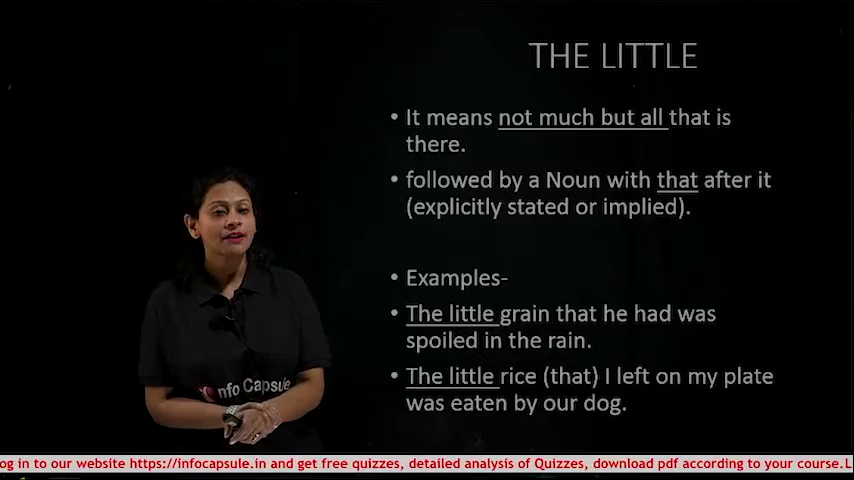 THE LITTLE
• It means not much but all that is
there.
• followed by a Noun with that after it
(explicitly stated or implied).
• Examples-
• The little grain that he had was
spoiled in the rain.
• The little rice (that) I left on my plate
was eaten by our dog.
nfo Capsule
og in to our website https://infocapsule.in and get free quizzes, detailed analysis of Quizzes, download pdf according to your course.L